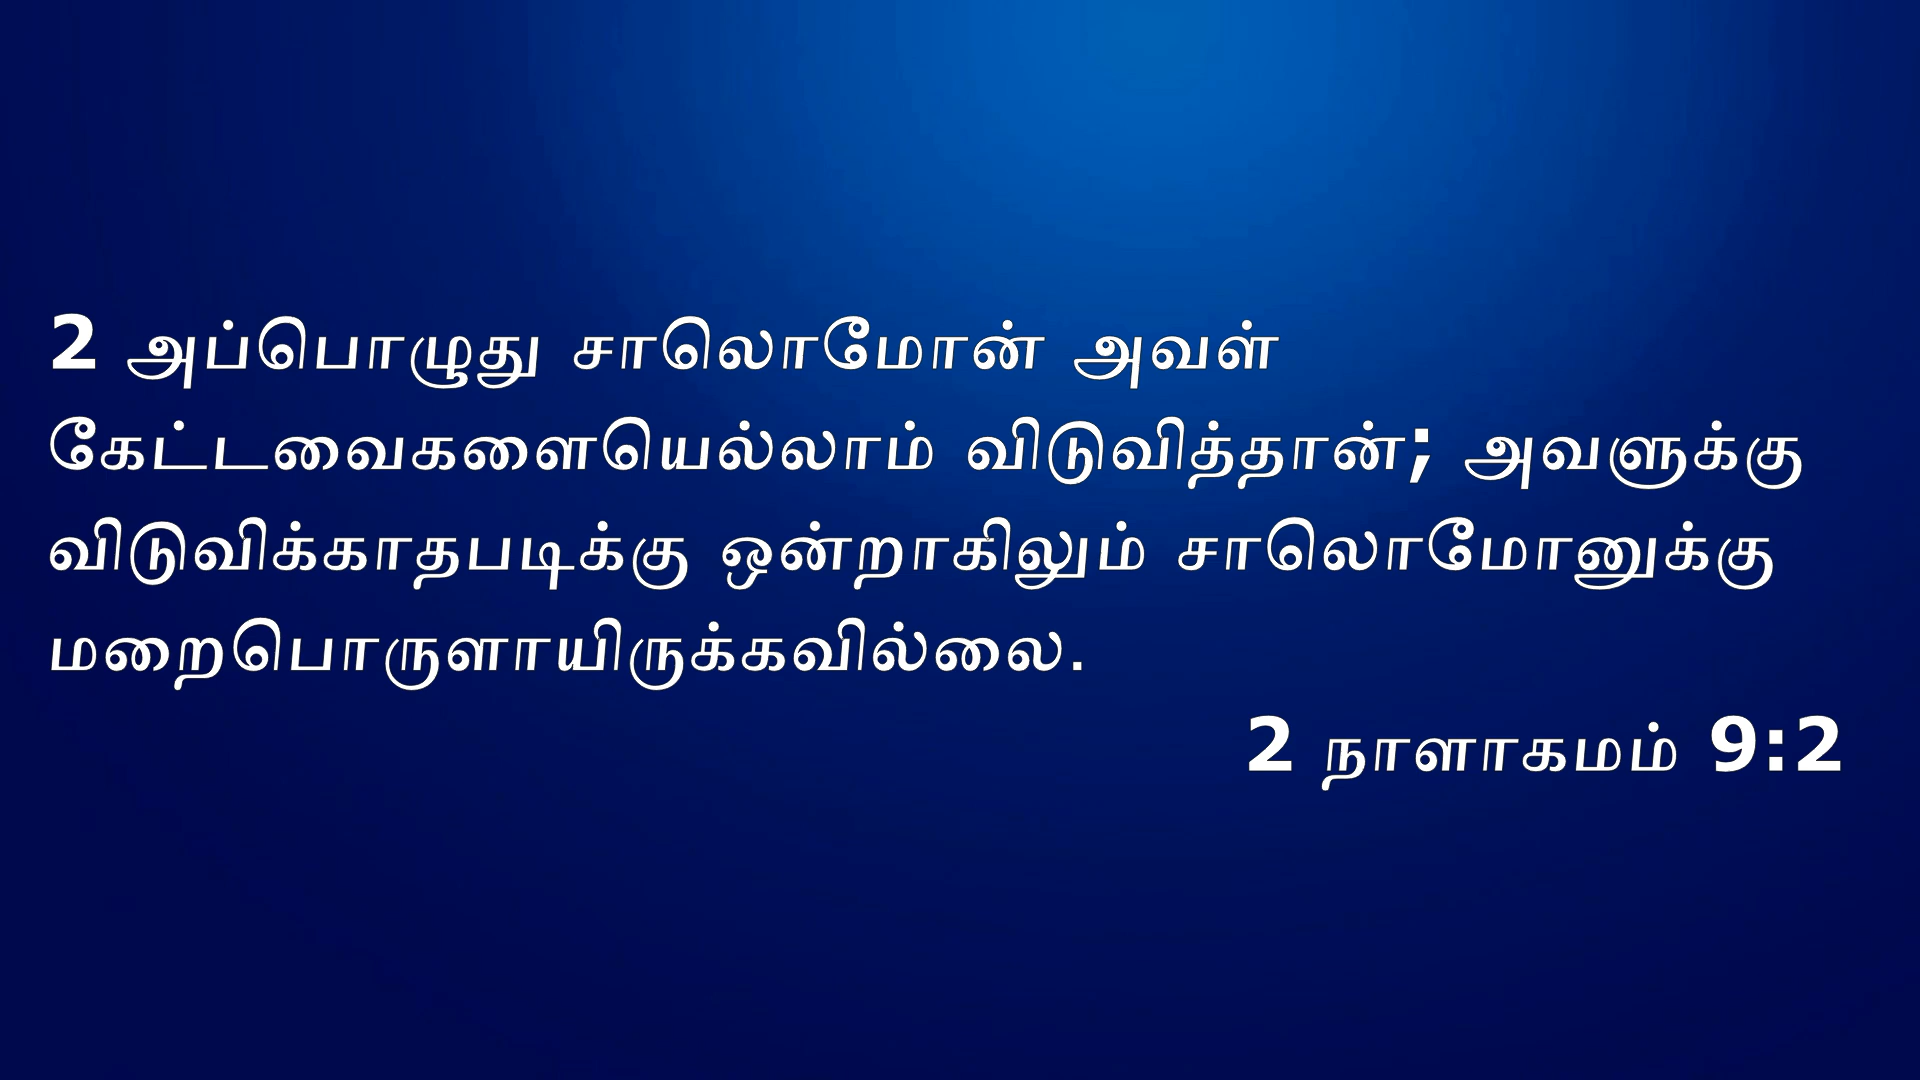 2 அப்பொழுது சாலொமோன் அவள்
கேட்டவைகளையெல்லாம் விடுவித்தான்; அவளுக்கு
விடுவிக்காதபடிக்கு ஒன்றாகிலும் சாலொமோனுக்கு
மறைபொருளாயிருக்கவில்லை.
2 நாளாகமம் 9:2